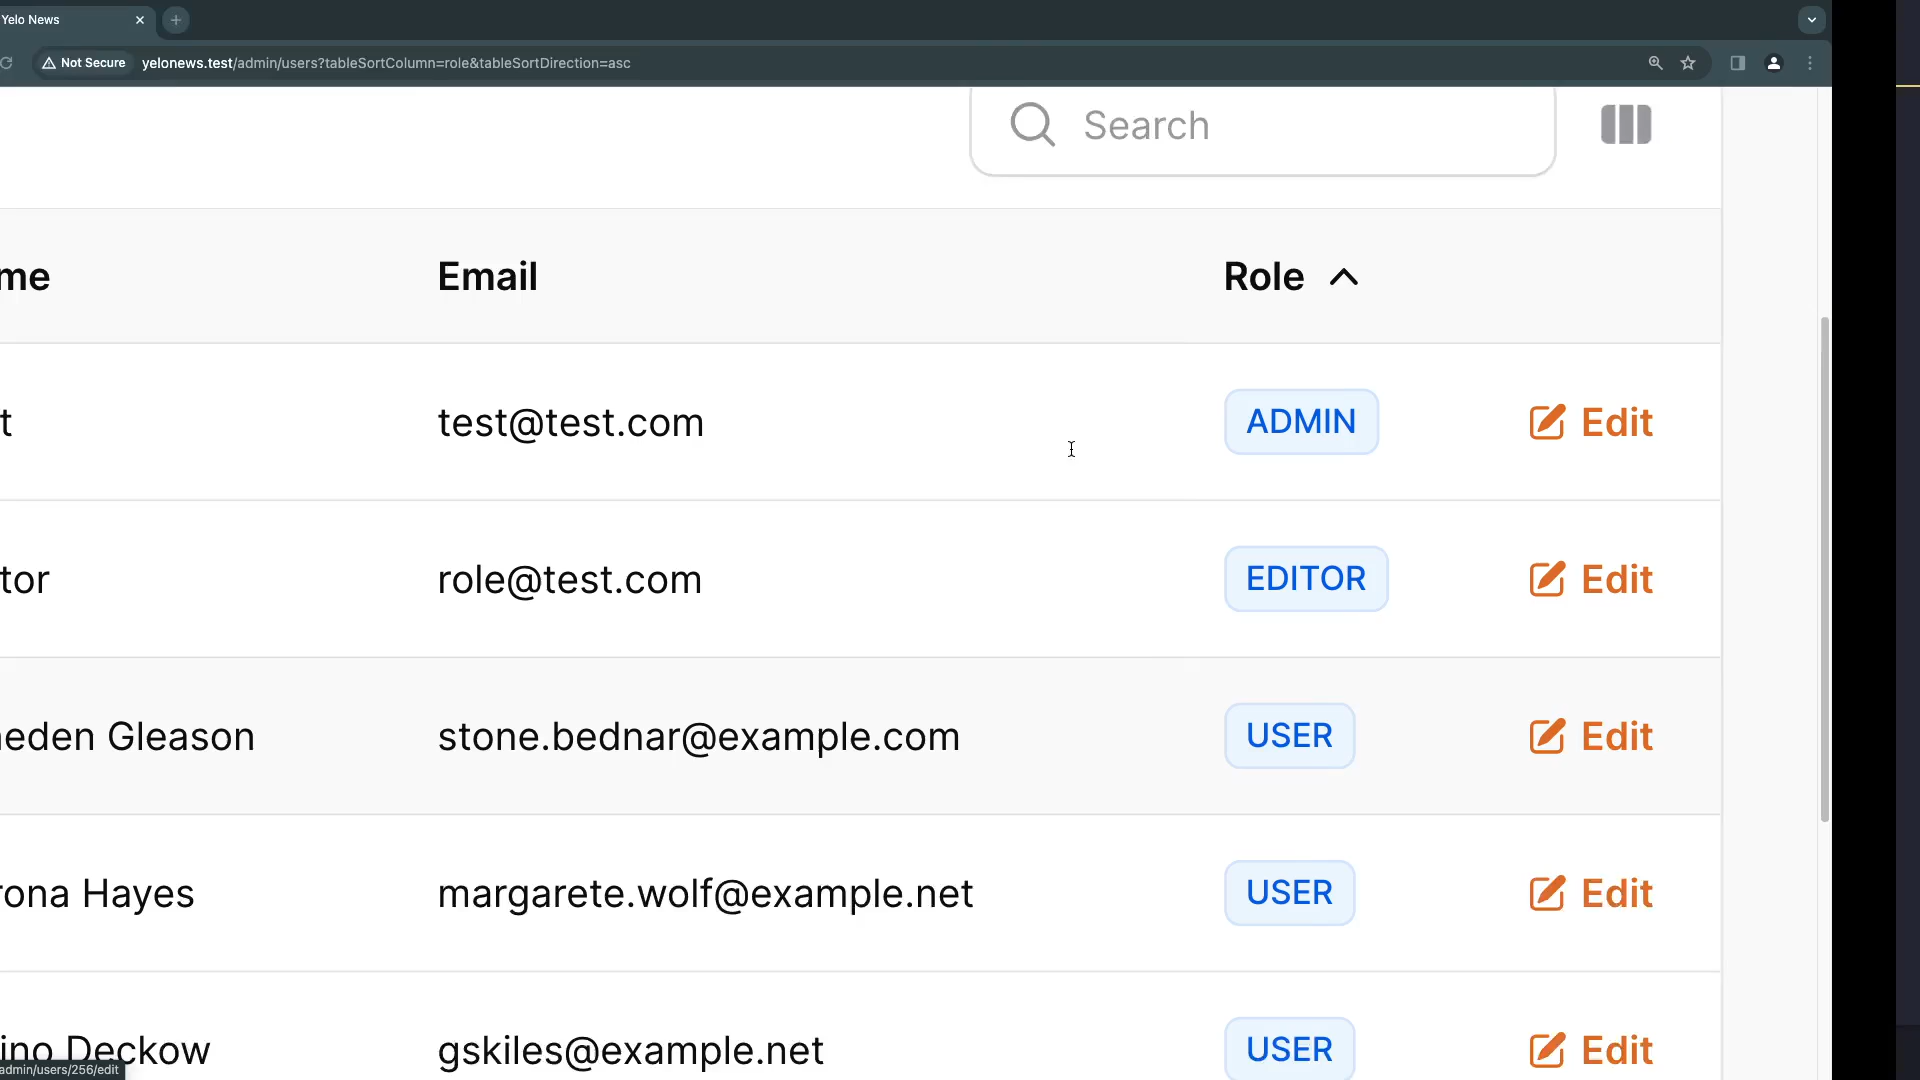 Yelo News
Not Secure yelonews.test/admin/users?tableSortColumn=role&tableSortDirection=asc
Search
me Email Role
t test@test.com ADMIN Edit
tor role@test.com EDITOR Edit
eden Gleason stone.bednar@example.com USER Edit
rona Hayes margarete.wolf@example.net USER Edit
ino Deckow gskiles@example.net USER Edit
admin/users/256/edit